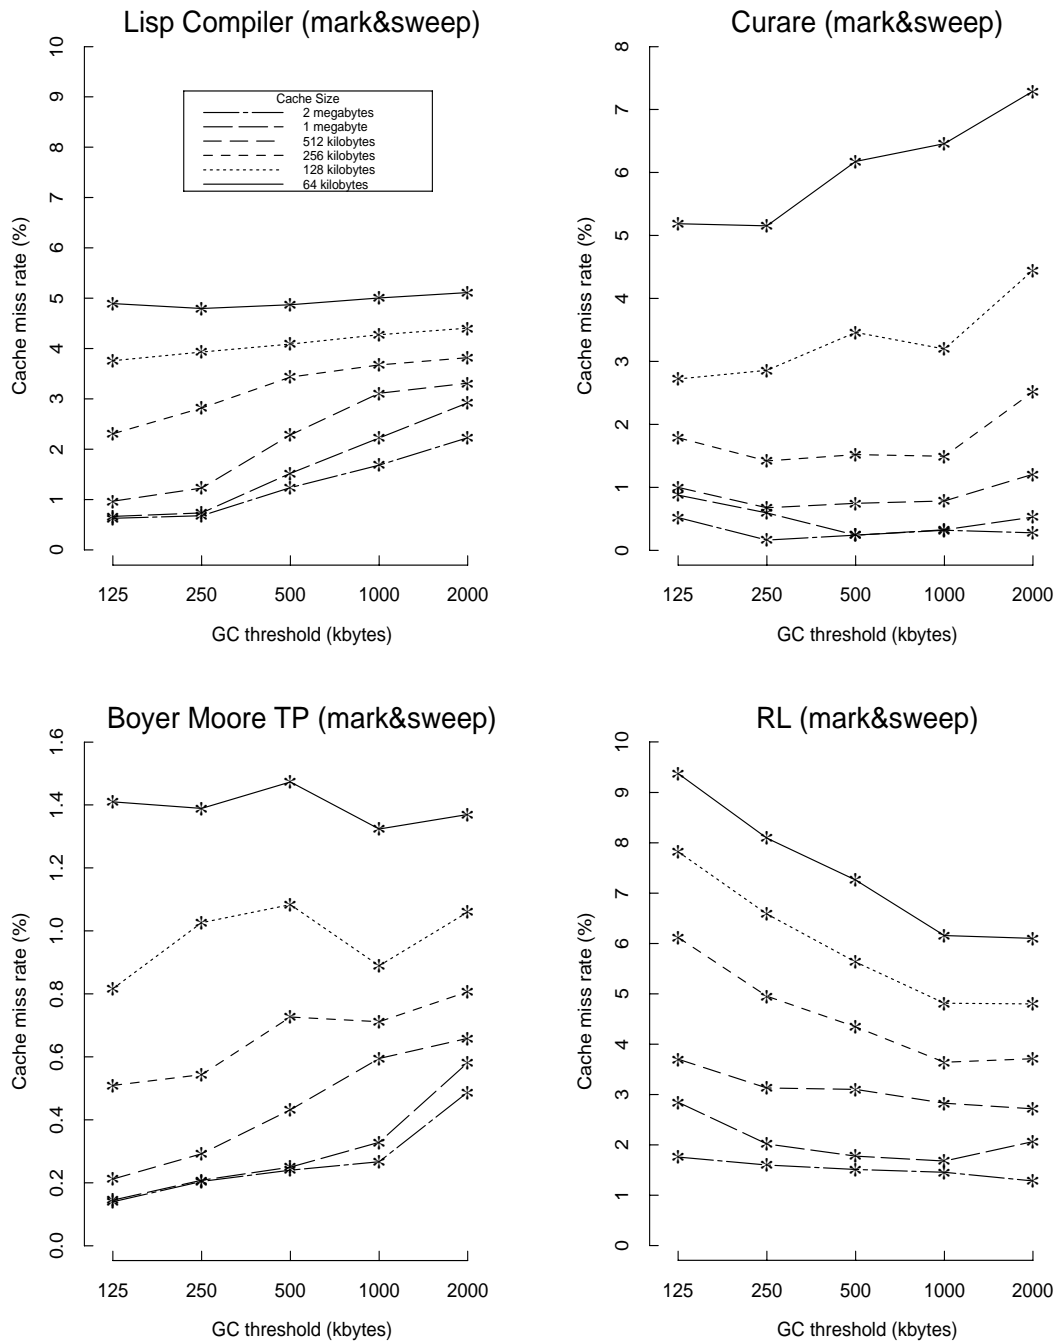 Lisp Compiler (mark&sweep)
Cache miss rate (%)
0 1 2 3 4 5 6 7 8 9 10
Cache Size
2 megabytes
1 megabyte
512 kilobytes
256 kilobytes
128 kilobytes
64 kilobytes
125 250 500 1000 2000
GC threshold (kbytes)
Curare (mark&sweep)
Cache miss rate (%)
0 1 2 3 4 5 6 7 8
125 250 500 1000 2000
GC threshold (kbytes)
Boyer Moore TP (mark&sweep)
Cache miss rate (%)
0.0 0.2 0.4 0.6 0.8 1.0 1.2 1.4 1.6
125 250 500 1000 2000
GC threshold (kbytes)
RL (mark&sweep)
Cache miss rate (%)
0 1 2 3 4 5 6 7 8 9 10
125 250 500 1000 2000
GC threshold (kbytes)